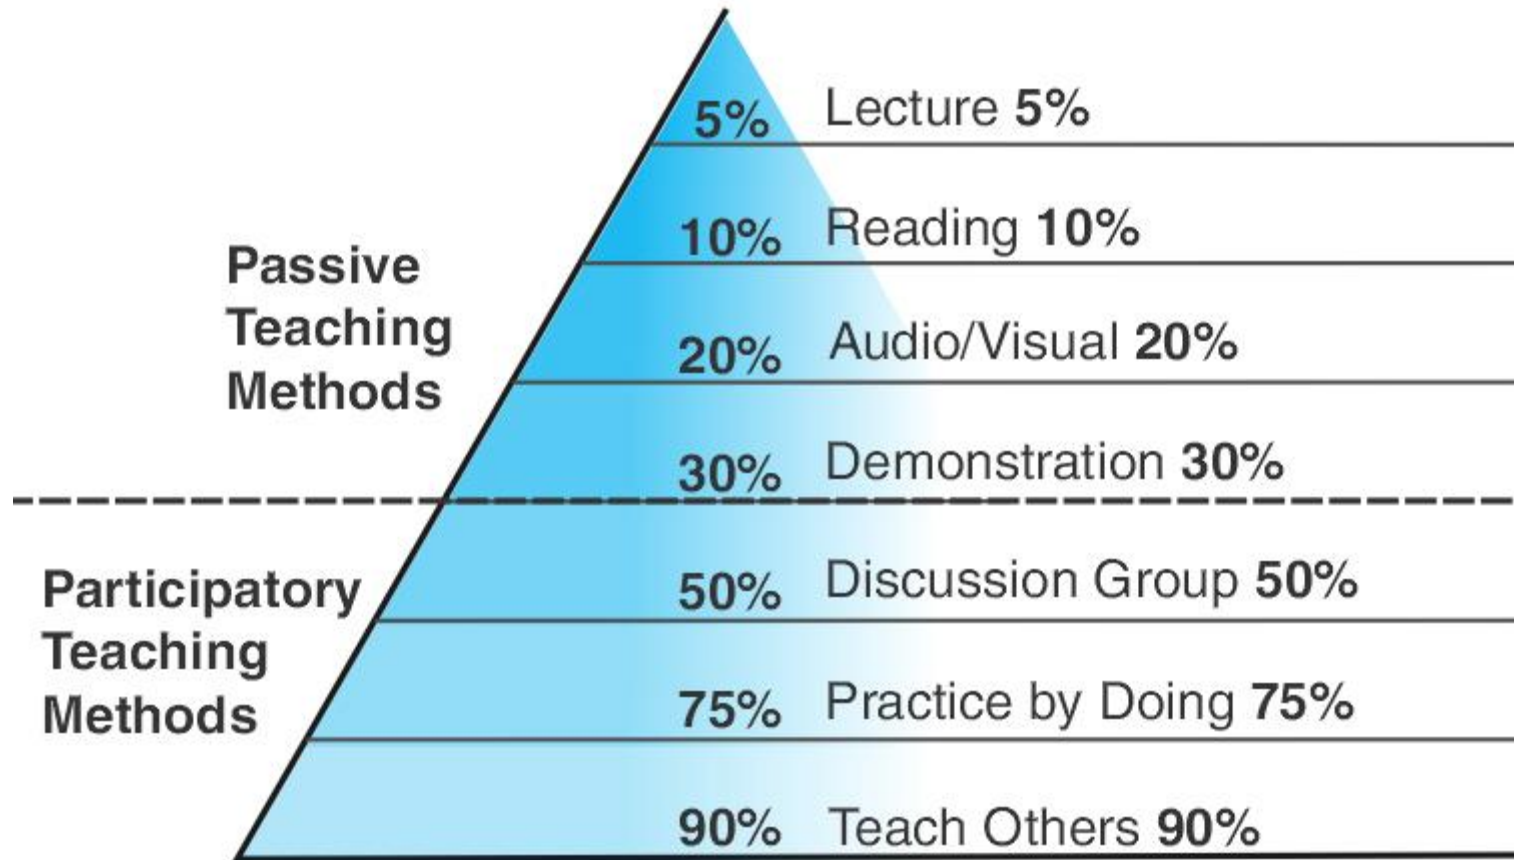 5% Lecture 5%
10% Reading 10%
Passive
Teaching
Methods
20% Audio/Visual 20%
30% Demonstration 30%
50% Discussion Group 50%
Participatory
Teaching
Methods
75% Practice by Doing 75%
90% Teach Others 90%